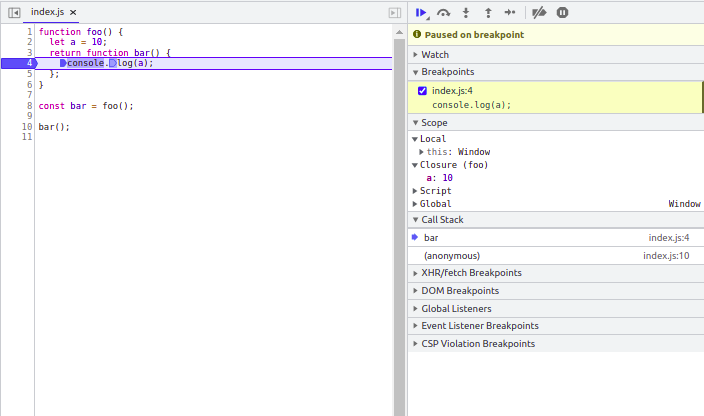 index.js ×
1 function foo() {
2 let a = 10;
3 return function bar() {
4 console.log(a);
5 };
6 }
7
8 const bar = foo();
9
10 bar();
11
Paused on breakpoint
Watch
Breakpoints
index.js:4
console.log(a);
Scope
Local
this: Window
Closure (foo)
a: 10
Script
Global Window
Call Stack
bar index.js:4
(anonymous) index.js:10
XHR/fetch Breakpoints
DOM Breakpoints
Global Listeners
Event Listener Breakpoints
CSP Violation Breakpoints